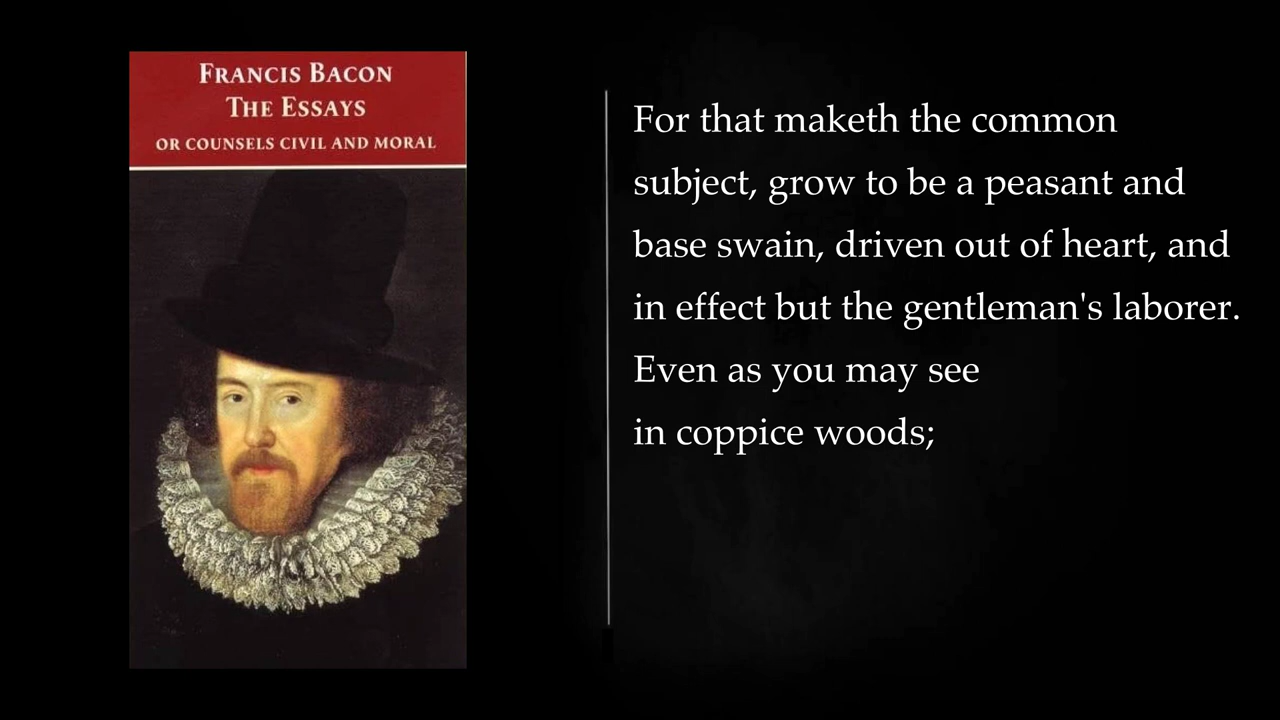 FRANCIS BACON
THE ESSAYS
OR COUNSELS CIVIL AND MORAL
For that maketh the common
subject, grow to be a peasant and
base swain, driven out of heart, and
in effect but the gentleman's laborer.
Even as you may see
in coppice woods;